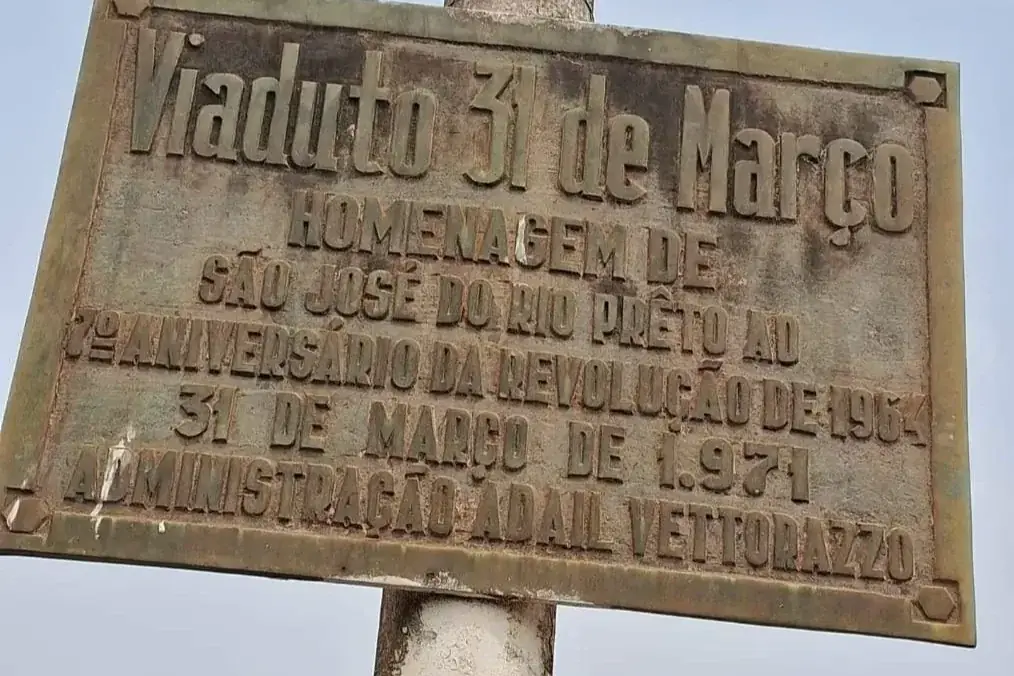 Viaduto 31 de Março
HOMENAGEM DE
SÃO JOSÉ DO RIO PRÊTO AO
7º ANIVERSÁRIO DA REVOLUÇÃO DE 1964
31 DE MARÇO DE 1.971
ADMINISTRAÇÃO ADAIL VETTORAZZO